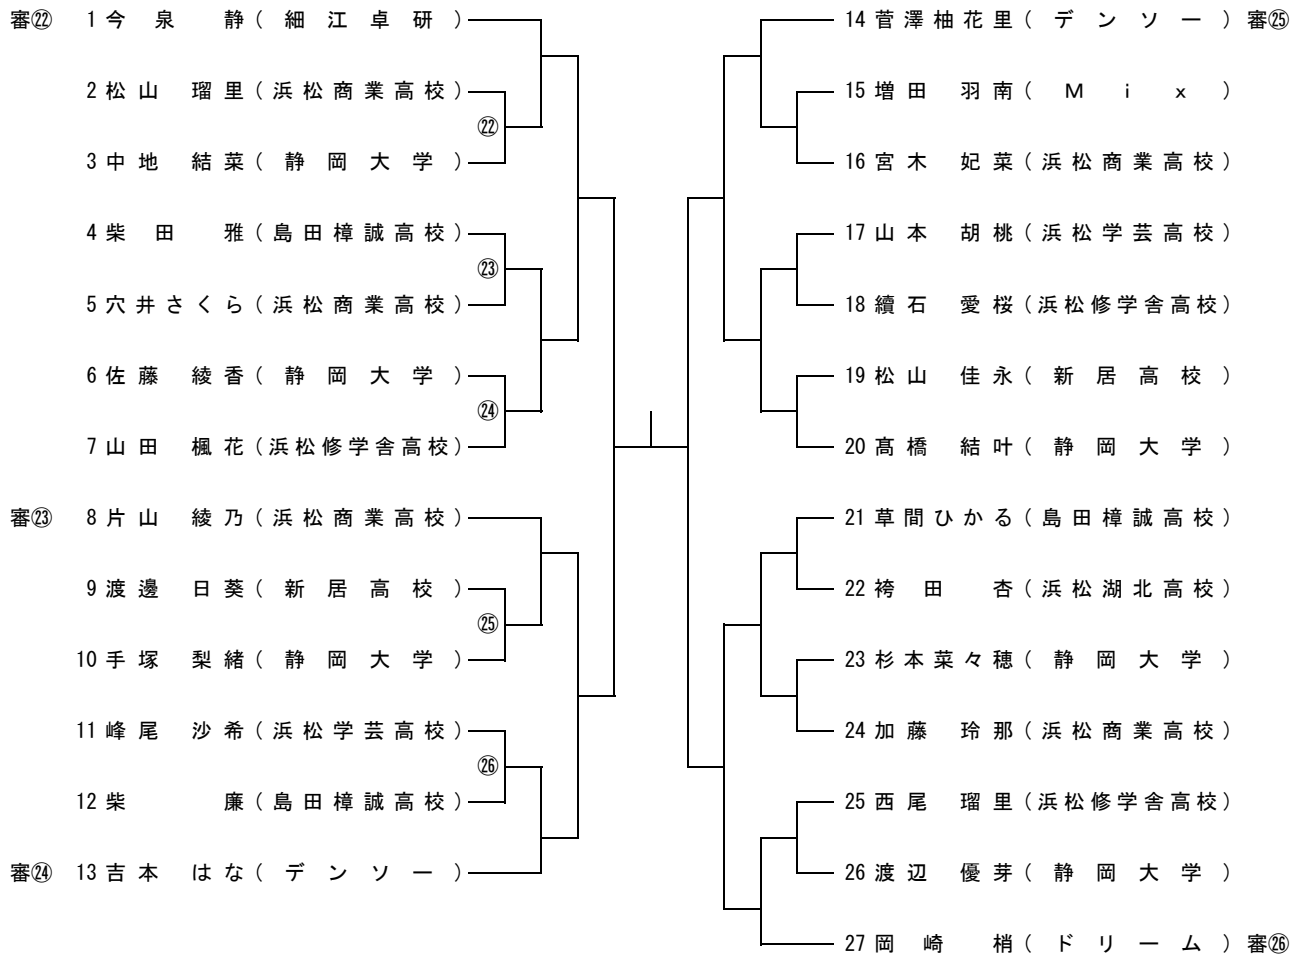 審㉒ 1 今泉 静 (細江卓研)
2 松山 瑠里 (浜松商業高校)
㉒
3 中地 結菜 (静岡大学)
4 柴田 雅 (島田樟誠高校)
㉓
5 穴井さくら (浜松商業高校)
6 佐藤 綾香 (静岡大学)
㉔
7 山田 楓花 (浜松修学舎高校)
審㉓ 8 片山 綾乃 (浜松商業高校)
9 渡邊 日葵 (新居高校)
㉕
10 手塚 梨緒 (静岡大学)
11 峰尾 沙希 (浜松学芸高校)
㉖
12 柴 廉 (島田樟誠高校)
審㉔ 13 吉本 はな (デンソー)
14 菅澤柚花里 (デンソー) 審㉕
15 増田 羽南 (Mix)
16 宮木 妃菜 (浜松商業高校)
17 山本 胡桃 (浜松学芸高校)
18 續石 愛桜 (浜松修学舎高校)
19 松山 佳永 (新居高校)
20 髙橋 結叶 (静岡大学)
21 草間ひかる (島田樟誠高校)
22 袴田 杏 (浜松湖北高校)
23 杉本菜々穂 (静岡大学)
24 加藤 玲那 (浜松商業高校)
25 西尾 瑠里 (浜松修学舎高校)
26 渡辺 優芽 (静岡大学)
27 岡崎 梢 (ドリーム) 審㉖